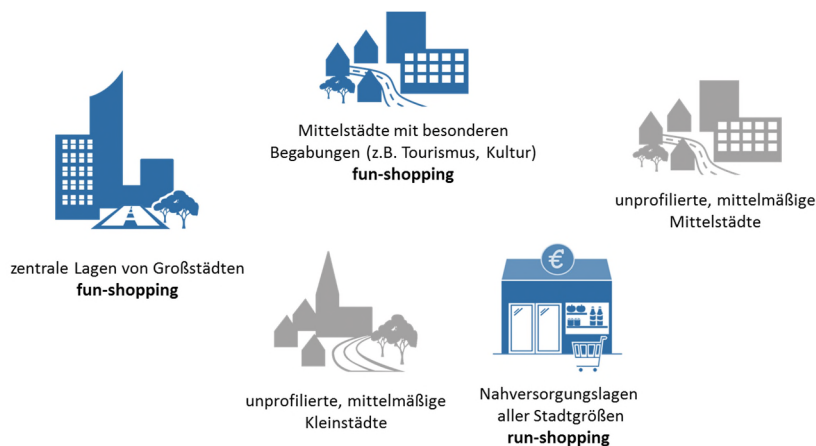 Mittelstädte mit besonderen
Begabungen (z.B. Tourismus, Kultur)
fun-shopping
unprofilierte, mittelmäßige
Mittelstädte
zentrale Lagen von Großstädten
fun-shopping
€
unprofilierte, mittelmäßige
Kleinstädte
Nahversorgungslagen
aller Stadtgrößen
run-shopping